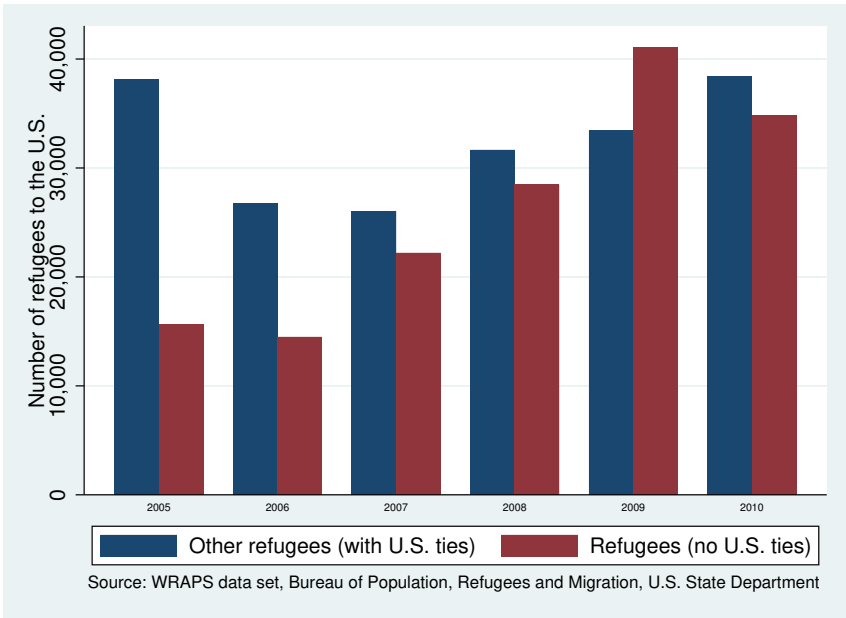 Number of refugees to the U.S.
40,000
30,000
20,000
10,000
0
2005 2006 2007 2008 2009 2010
Other refugees (with U.S. ties) Refugees (no U.S. ties)
Source: WRAPS data set, Bureau of Population, Refugees and Migration, U.S. State Department